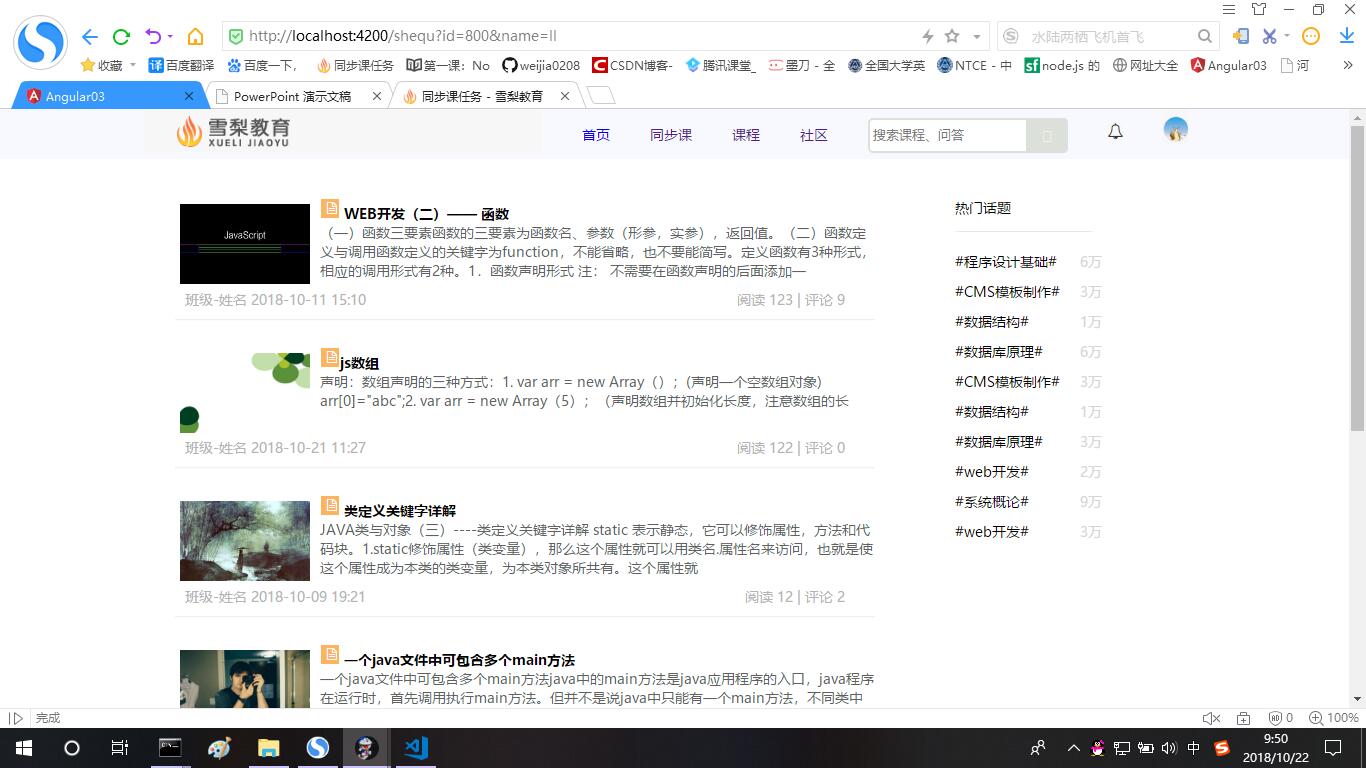 http://localhost:4200/shequ?id=800&name=ll
水陆两栖飞机首飞
收藏
译 百度翻译
百度一下，
同步课任务
第一课：No
weijia0208
CSDN博客-
腾讯课堂_
墨刀 - 全
全国大学英
NTCE - 中
node.js 的
网址大全
Angular03
河
Angular03
PowerPoint 演示文稿
同步课任务 - 雪梨教育
雪梨教育
XUELI JIAOYU
首页
同步课
课程
社区
搜索课程、问答
JavaScript
WEB开发（二）—— 函数
（一）函数三要素函数的三要素为函数名、参数（形参，实参），返回值。（二）函数定
义与调用函数定义的关键字为function，不能省略，也不要能简写。定义函数有3种形式，
相应的调用形式有2种。1．函数声明形式 注： 不需要在函数声明的后面添加一
班级-姓名 2018-10-11 15:10
阅读 123 | 评论 9
js数组
声明：数组声明的三种方式：1. var arr = new Array（）；(声明一个空数组对象)
arr[0]="abc";2. var arr = new Array（5）； （声明数组并初始化长度，注意数组的长
班级-姓名 2018-10-21 11:27
阅读 122 | 评论 0
类定义关键字详解
JAVA类与对象（三）----类定义关键字详解 static 表示静态，它可以修饰属性，方法和代
码块。1.static修饰属性（类变量），那么这个属性就可以用类名.属性名来访问，也就是使
这个属性成为本类的类变量，为本类对象所共有。这个属性就
班级-姓名 2018-10-09 19:21
阅读 12 | 评论 2
一个java文件中可包含多个main方法
一个java文件中可包含多个main方法java中的main方法是java应用程序的入口，java程序
在运行时，首先调用执行main方法。但并不是说java中只能有一个main方法，不同类中
热门话题
#程序设计基础# 6万
#CMS模板制作# 3万
#数据结构# 1万
#数据库原理# 6万
#CMS模板制作# 3万
#数据结构# 1万
#数据库原理# 3万
#web开发# 2万
#系统概论# 9万
#web开发# 3万
完成
0
100%
中
9:50
2018/10/22